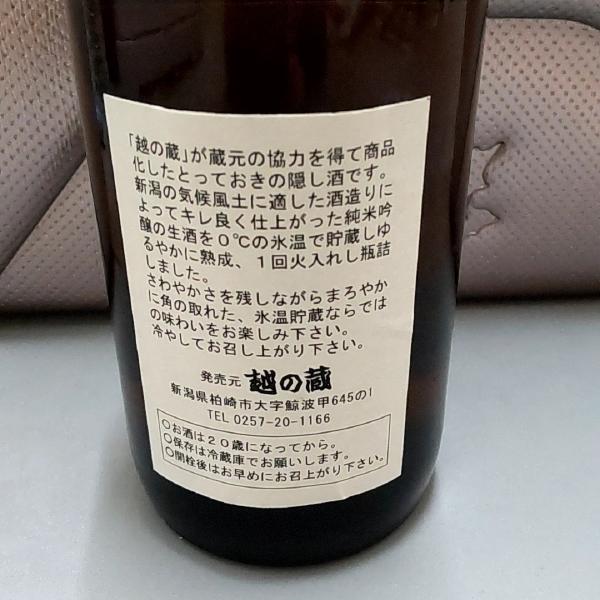 「越の蔵」が蔵元の協力を得て商品
化したとっておきの隠し酒です。
新潟の気候風土に適した酒造りに
よってキレ良く仕上がった純米吟
醸の生酒を0℃の氷温で貯蔵しゆ
るやかに熟成、1回火入れし瓶詰
しました。
さわやかさを残しながらまろやか
に角の取れた、氷温貯蔵ならでは
の味わいをお楽しみ下さい。
冷やしてお召し上がり下さい。
発売元 越の蔵
新潟県柏崎市大字鯨波甲645の1
TEL 0257-20-1166
○お酒は20歳になってから。
○保存は冷蔵庫でお願いします。
○開栓後はお早めにお召上がり下さい。